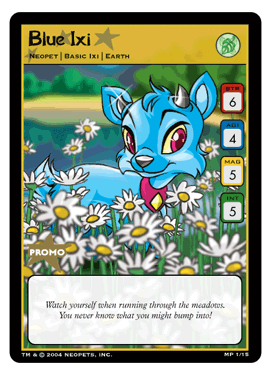 Blue Ixi
NEOPET | BASIC IXI | EARTH
STR
6
AGI
4
MAG
5
INT
5
PROMO
Watch yourself when running through the meadows.
You never know what you might bump into!
TM & © 2004 NEOPETS, INC.
MP 1/15